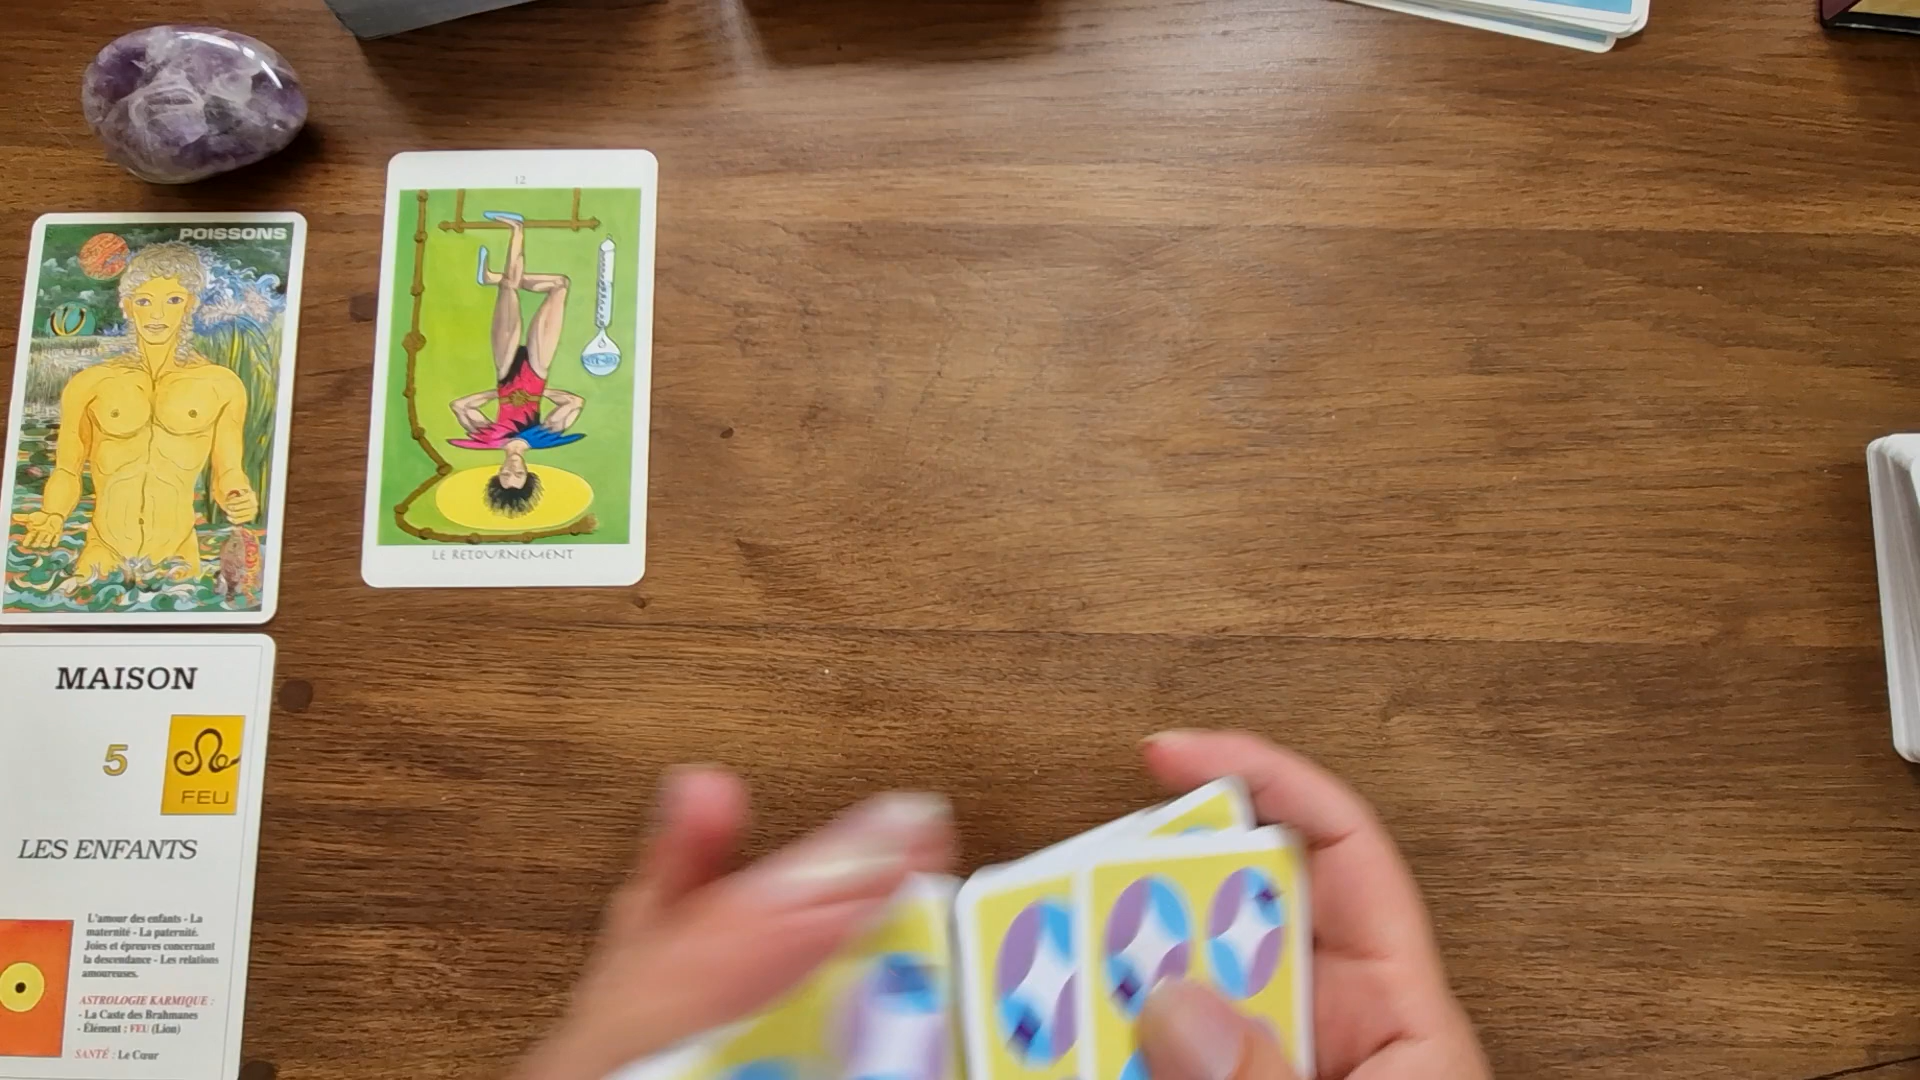 POISSONS
12
LE RETOURNEMENT
MAISON
5
FEU
LES ENFANTS
L'amour des enfants - La
maternité - La paternité.
Joies et épreuves concernant
la descendance - Les relations
amoureuses.
ASTROLOGIE KARMIQUE :
- La Caste des Brahmanes
- Élément : FEU (Lion)
SANTÉ : Le Cœur